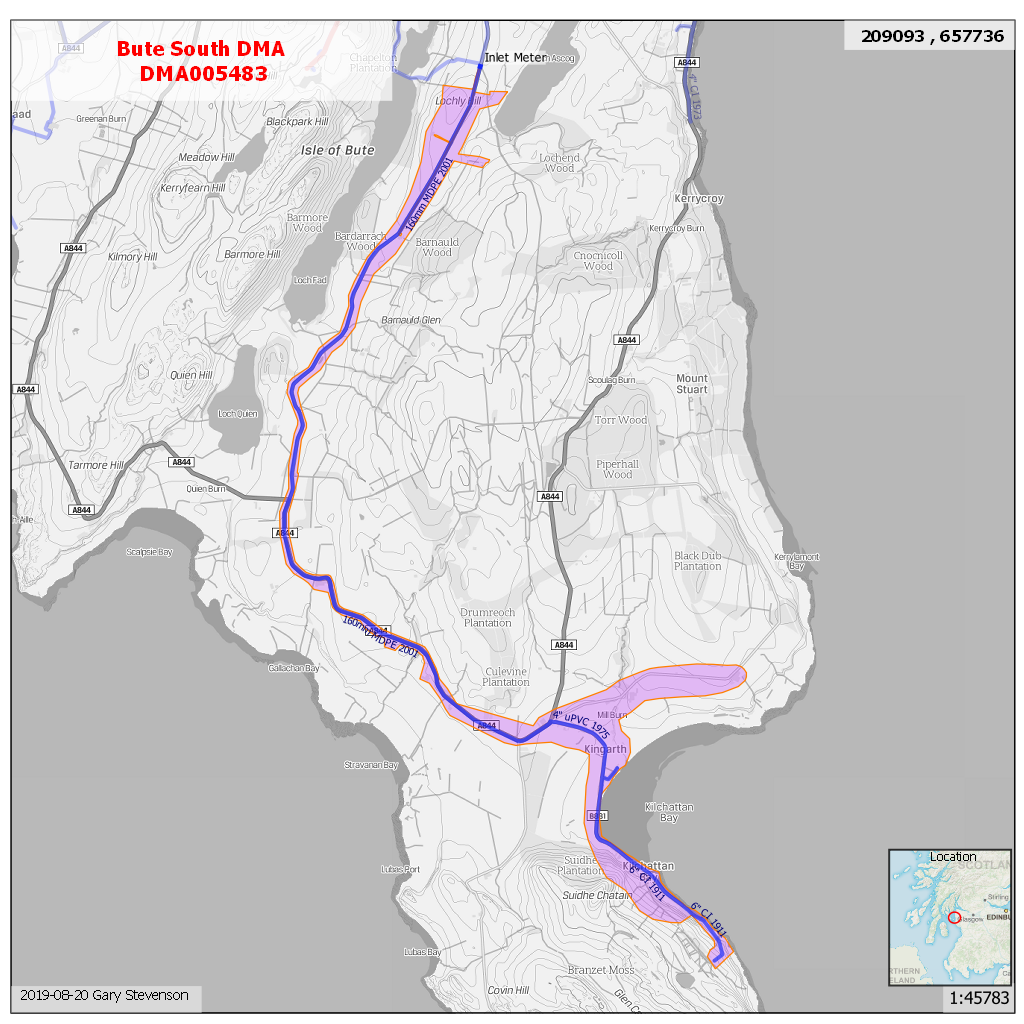 Bute South DMA
DMA005483
209093 , 657736
A844
Chapelton
Plantation
Inlet Meter
Ascog
A844
4" CI 1973
Lochly Hill
Greenan Burn
Blackpark Hill
Isle of Bute
Meadow Hill
Kerryfearn Hill
Lochend
Wood
160mm MDPE 2001
Kerrycroy
Barmore
Wood
Bardarrach
Wood
Barnauld
Wood
Kerrycroy Burn
A844
Kilmory Hill
Barmore Hill
Cnocnicoll
Wood
Loch Fad
Barnauld Glen
A844
Quien Hill
Scoulag Burn
Mount
Stuart
A844
Loch Quien
Torr Wood
Tarmore Hill
A844
Piperhall
Wood
Quien Burn
A844
A844
A844
Scalpsie Bay
Black Dub
Plantation
Kerrylamont
Bay
Drumreoch
Plantation
160mm MDPE 2001
A844
A844
Gallachan Bay
Culevine
Plantation
Mill Burn
4" uPVC 1975
A844
Kingarth
Stravanan Bay
B881
Kilchattan
Bay
Suidhe
Plantation
Kilchattan
6" CI 1911
Lubas Port
Suidhe Chatain
6" CI 1911
Lubas Bay
Branzet Moss
Covin Hill
Location
SCOTLAN
Stirling
Glasgow
EDINBU
RTHERN
ELAND
2019-08-20 Gary Stevenson
1:45783